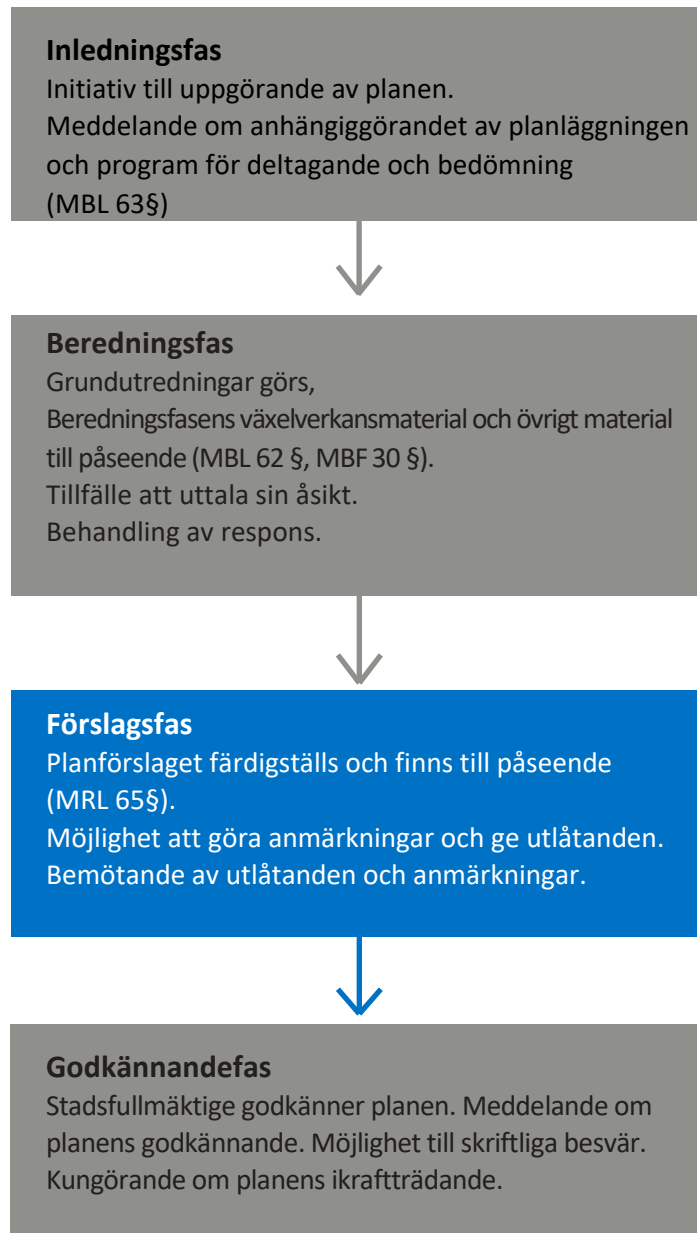 Inledningsfas
Initiativ till uppgörande av planen.
Meddelande om anhängiggörandet av planläggningen
och program för deltagande och bedömning
(MBL 63§)
Beredningsfas
Grundutredningar görs,
Beredningsfasens växelverkansmaterial och övrigt material
till påseende (MBL 62 §, MBF 30 §).
Tillfälle att uttala sin åsikt.
Behandling av respons.
Förslagsfas
Planförslaget färdigställs och finns till påseende
(MRL 65§).
Möjlighet att göra anmärkningar och ge utlåtanden.
Bemötande av utlåtanden och anmärkningar.
Godkännandefas
Stadsfullmäktige godkänner planen. Meddelande om
planens godkännande. Möjlighet till skriftliga besvär.
Kungörande om planens ikraftträdande.